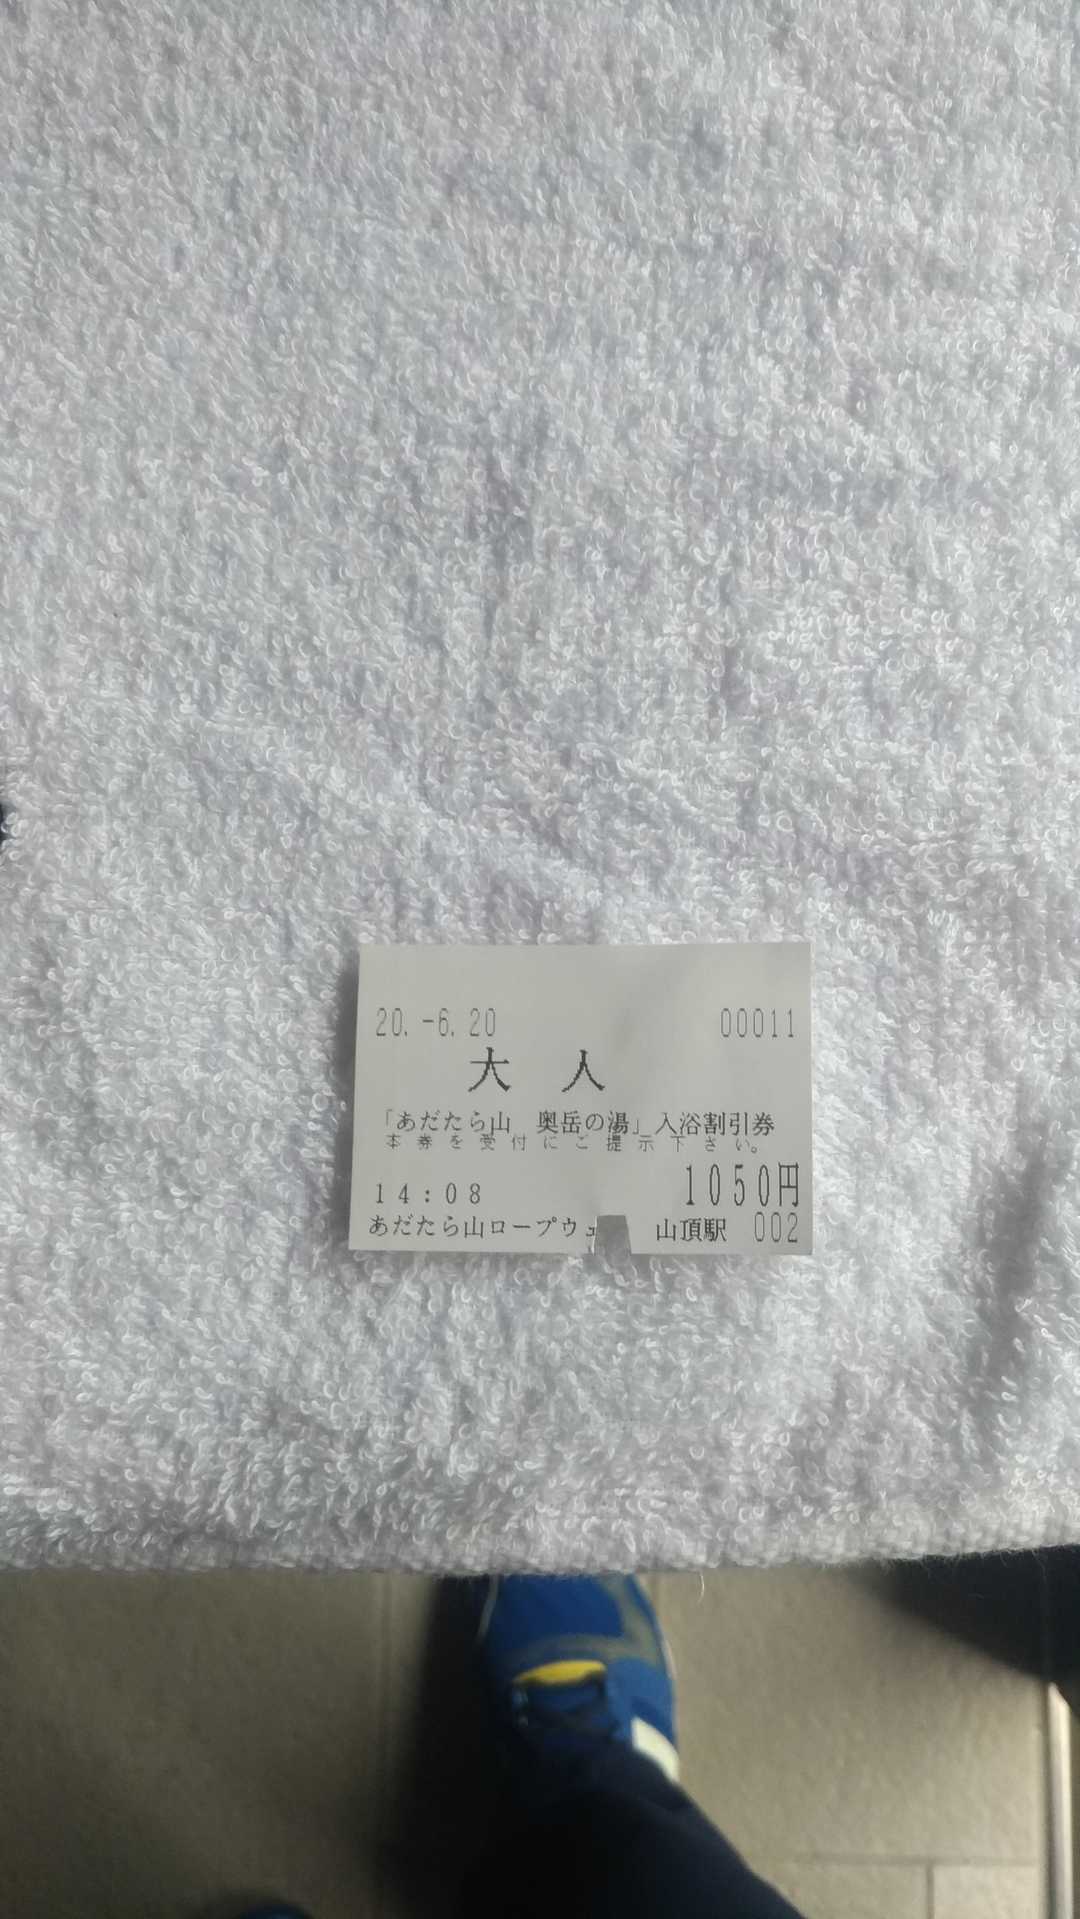 20.-6.20 00011
大 人
「あだたら山 奥岳の湯」入浴割引券
本券を受付にご提示下さい。
14:08 1050円
あだたら山ロープウェ 山頂駅 002